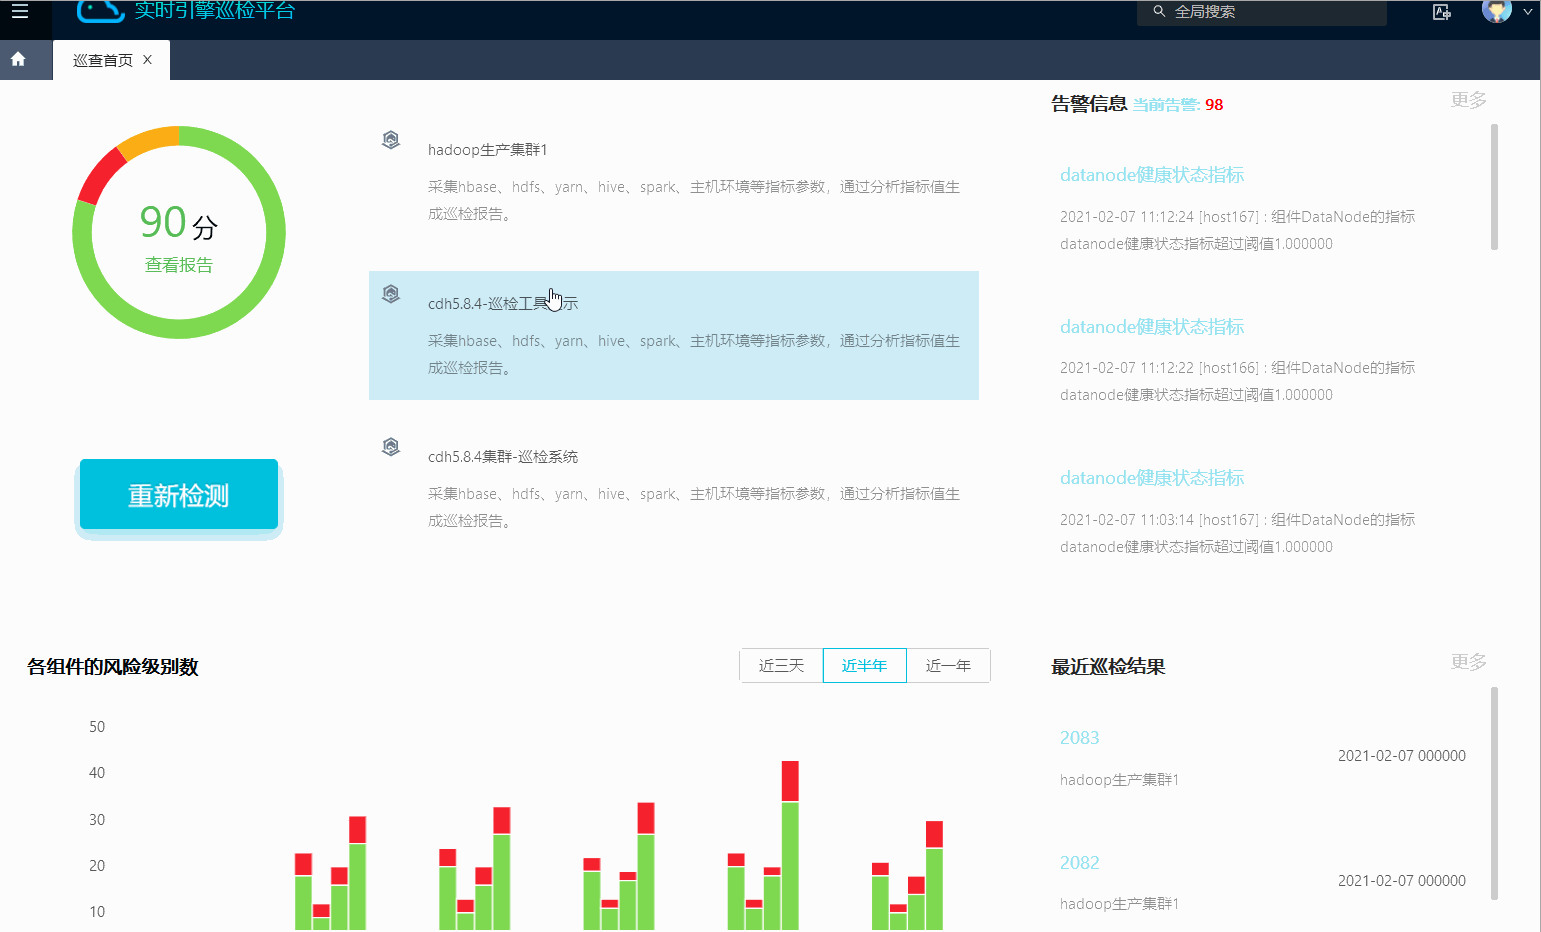 实时引擎巡检平台
全局搜索
巡查首页 X
90 分
查看报告
重新检测
hadoop生产集群1
采集hbase、hdfs、yarn、hive、spark、主机环境等指标参数，通过分析指标值生
成巡检报告。
cdh5.8.4-巡检工具 示
采集hbase、hdfs、yarn、hive、spark、主机环境等指标参数，通过分析指标值生
成巡检报告。
cdh5.8.4集群-巡检系统
采集hbase、hdfs、yarn、hive、spark、主机环境等指标参数，通过分析指标值生
成巡检报告。
告警信息 当前告警: 98
更多
datanode健康状态指标
2021-02-07 11:12:24 [host167] : 组件DataNode的指标
datanode健康状态指标超过阈值1.000000
datanode健康状态指标
2021-02-07 11:12:22 [host166] : 组件DataNode的指标
datanode健康状态指标超过阈值1.000000
datanode健康状态指标
2021-02-07 11:03:14 [host167] : 组件DataNode的指标
datanode健康状态指标超过阈值1.000000
各组件的风险级别数
近三天 近半年 近一年
50
40
30
20
10
最近巡检结果
更多
2083
2021-02-07 000000
hadoop生产集群1
2082
2021-02-07 000000
hadoop生产集群1